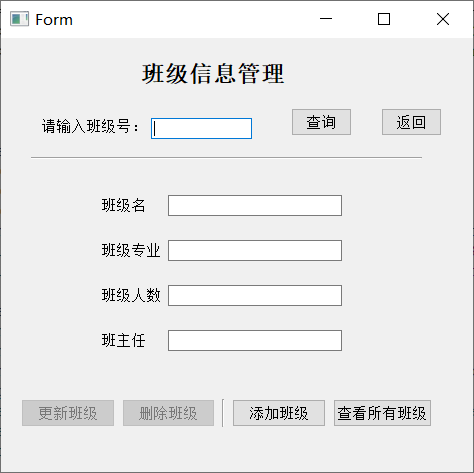 Form
班级信息管理
请输入班级号： 查询 返回
班级名
班级专业
班级人数
班主任
更新班级 删除班级 添加班级 查看所有班级